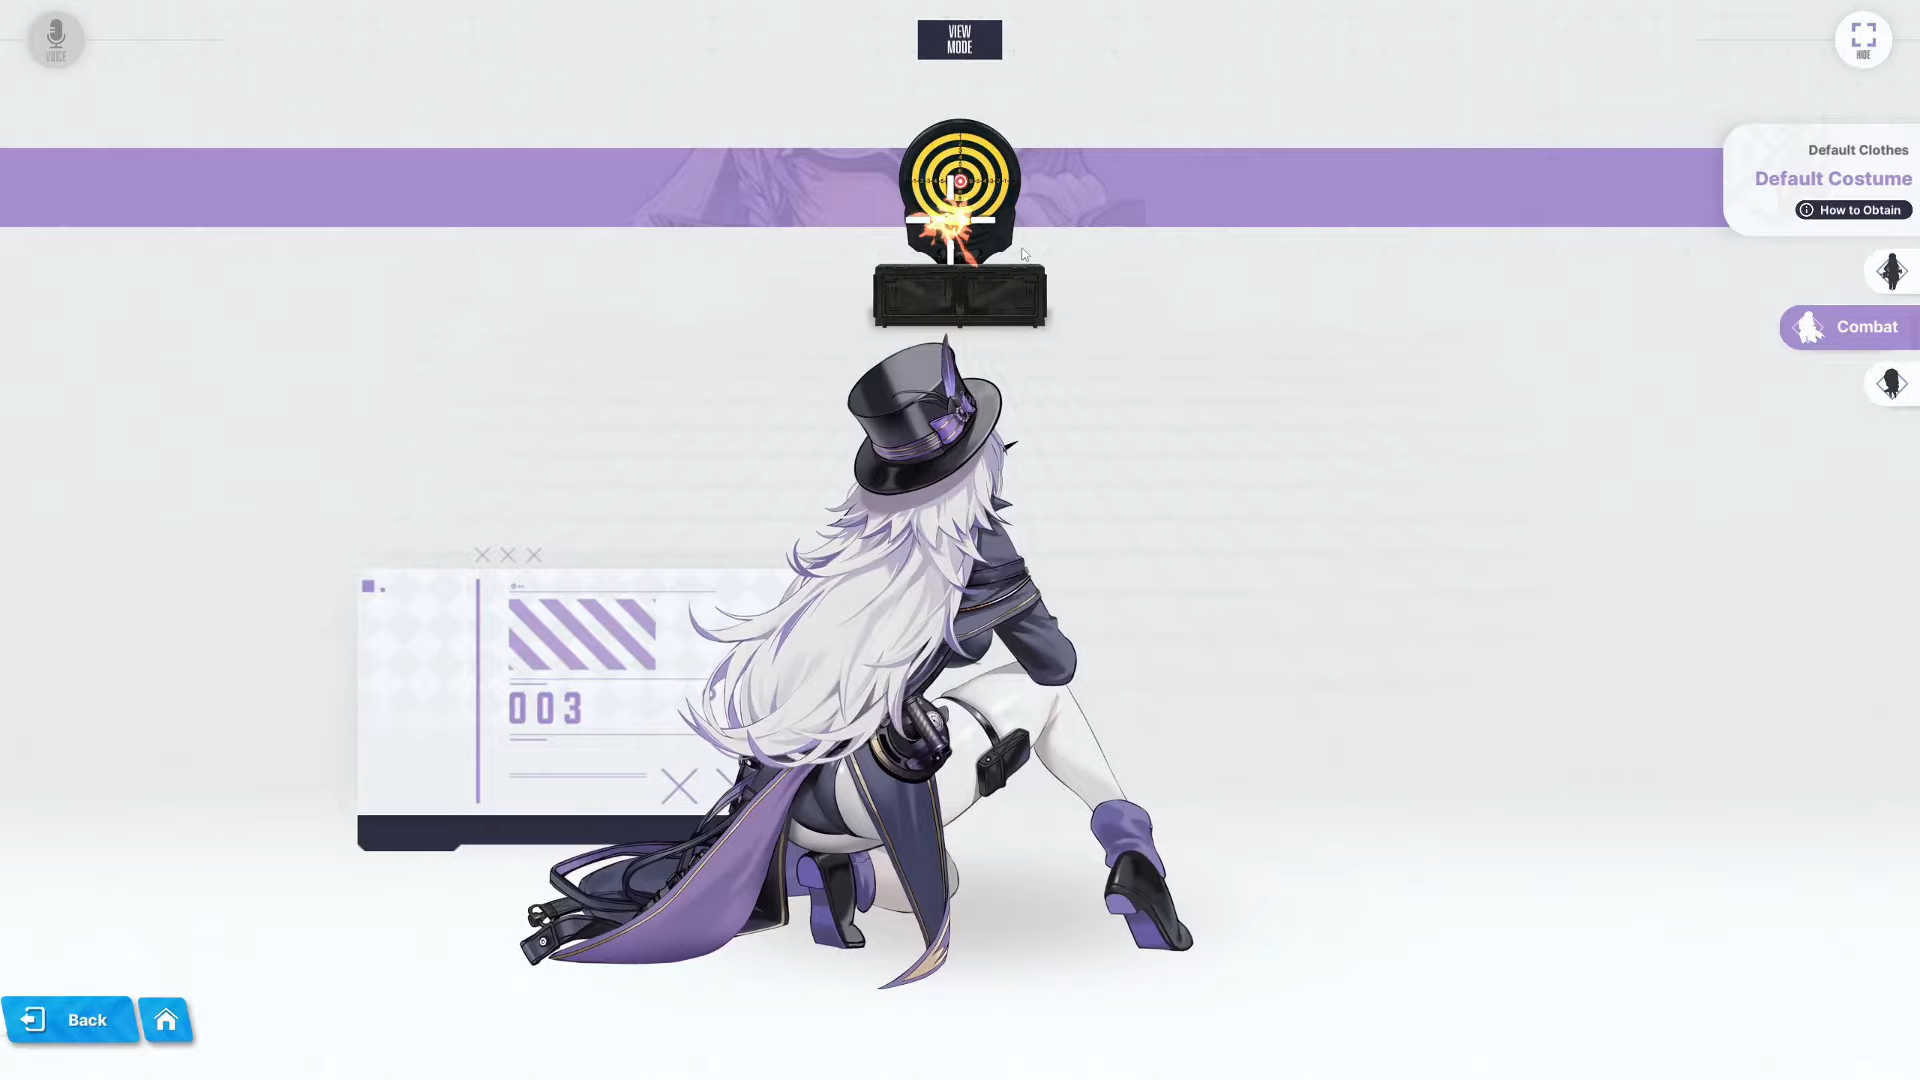 VOICE
VIEW
MODE
HIDE
Default Clothes
Default Costume
How to Obtain
Combat
003
Back